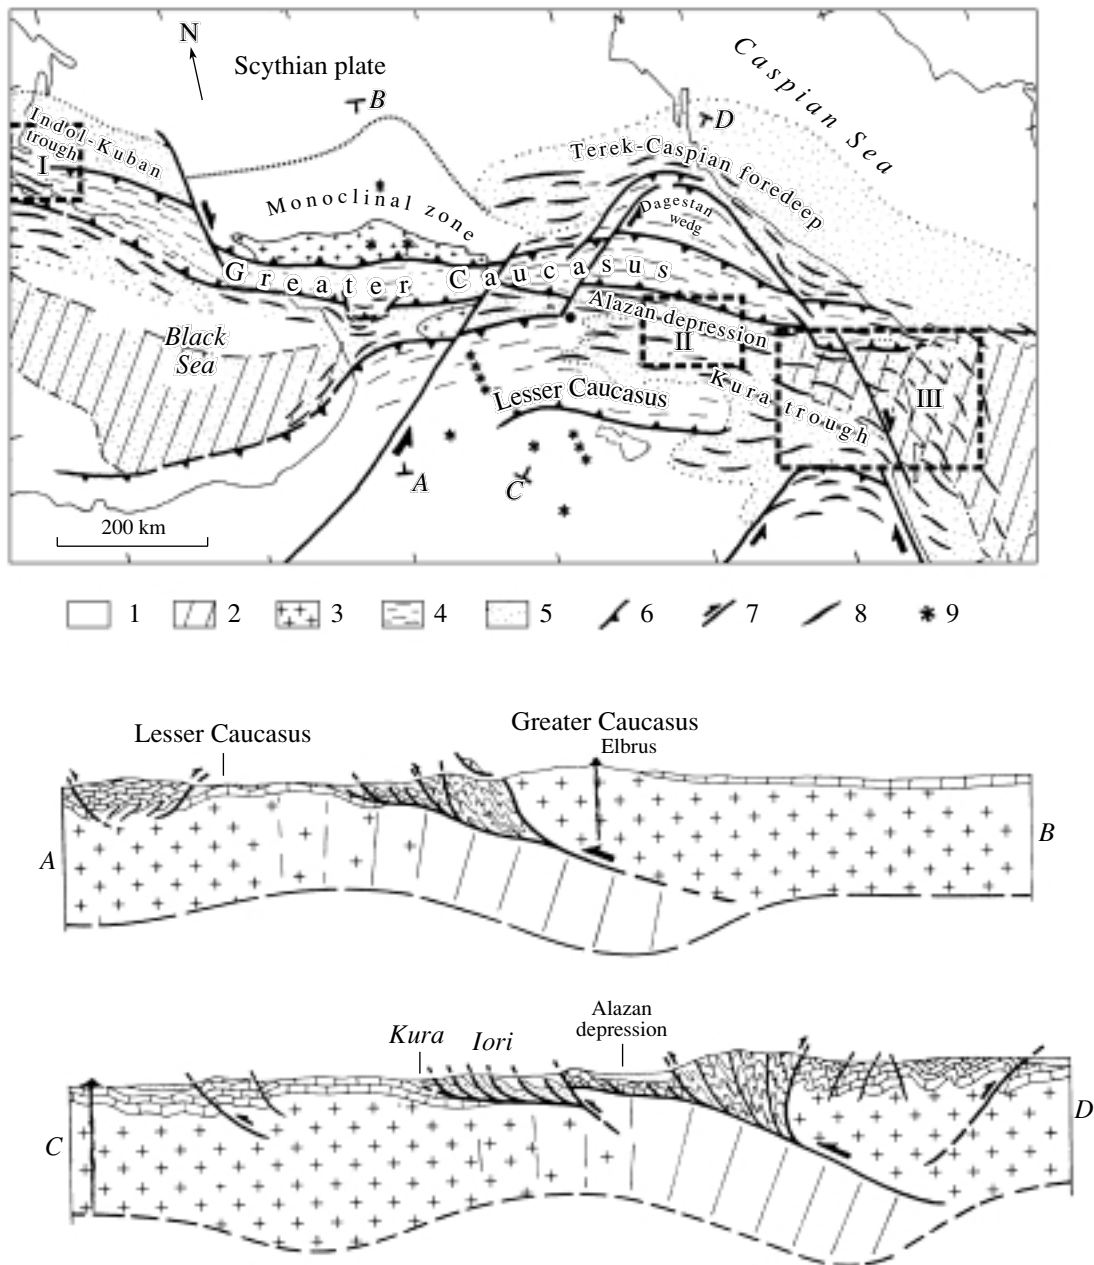 N
Scythian plate
B
Caspian Sea
D
Indol-Kuban
trough
I
Terek-Caspian foredeep
Monoclinal zone
Dagestan
wedg
Greater Caucasus
Alazan depression
Black
Sea
II
Kura trough
III
Lesser Caucasus
A
C
200 km
1
2
3
4
5
6
7
8
9
Lesser Caucasus
Greater Caucasus
Elbrus
A
B
Alazan
depression
Kura
Iori
C
D